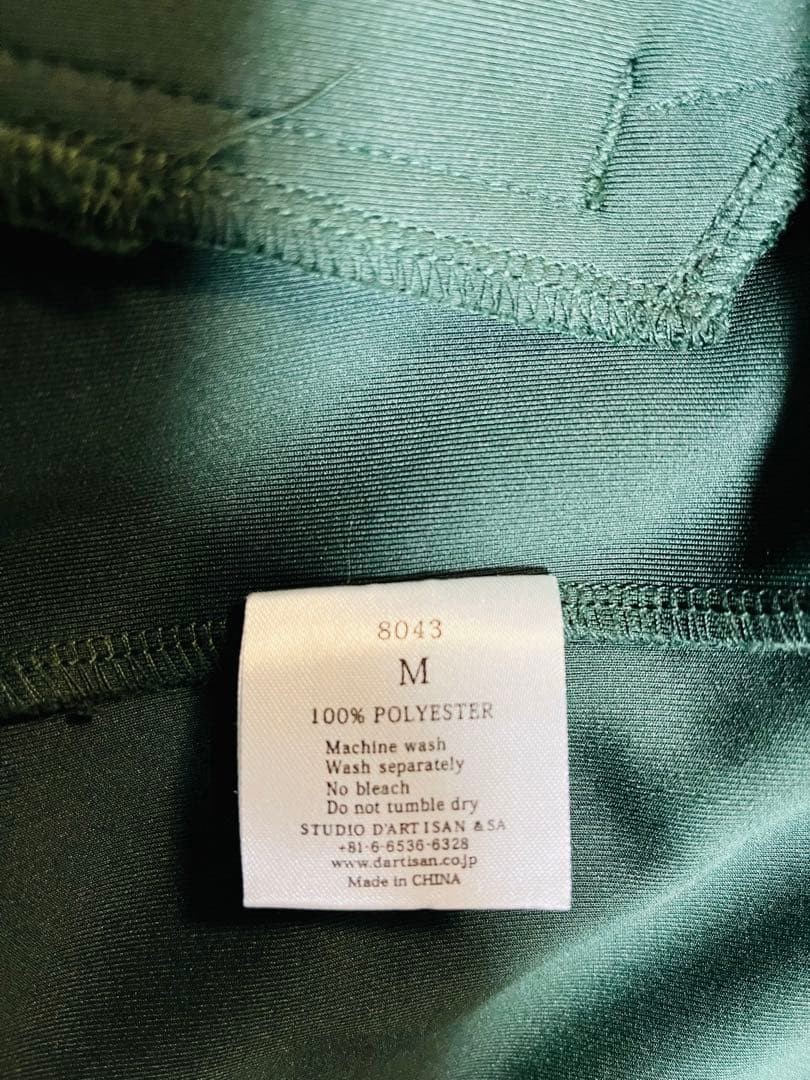 8043
M
100% POLYESTER
Machine wash
Wash separately
No bleach
Do not tumble dry
STUDIO D'ARTISAN &SA
+81-6-6536-6328
www.dartisan.co.jp
Made in CHINA